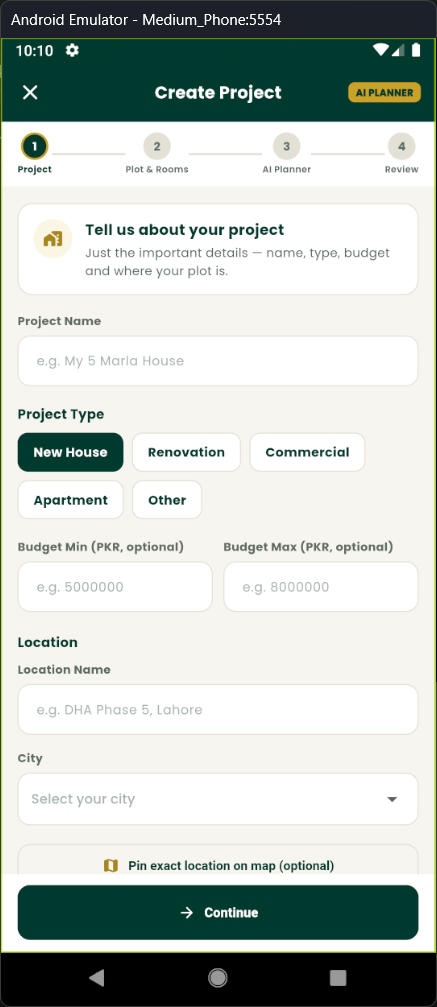 Android Emulator - Medium_Phone:5554
10:10
Create Project
AI PLANNER
1 2 3 4
Project Plot & Rooms AI Planner Review
Tell us about your project
Just the important details — name, type, budget
and where your plot is.
Project Name
e.g. My 5 Marla House
Project Type
New House Renovation Commercial
Apartment Other
Budget Min (PKR, optional) Budget Max (PKR, optional)
e.g. 5000000 e.g. 8000000
Location
Location Name
e.g. DHA Phase 5, Lahore
City
Select your city
Pin exact location on map (optional)
Continue